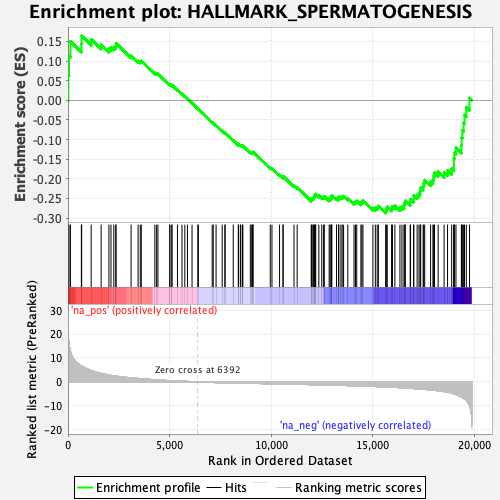 Enrichment plot: HALLMARK_SPERMATOGENESIS
Enrichment score (ES)
0.15
0.10
0.05
0.00
-0.05
-0.10
-0.15
-0.20
-0.25
-0.30
'na_pos' (positively correlated)
Ranked list metric (PreRanked)
30
20
10
0
-10
-20
Zero cross at 6392
'na_neg' (negatively correlated)
0
5,000
10,000
15,000
20,000
Rank in Ordered Dataset
Enrichment profile
Hits
Ranking metric scores